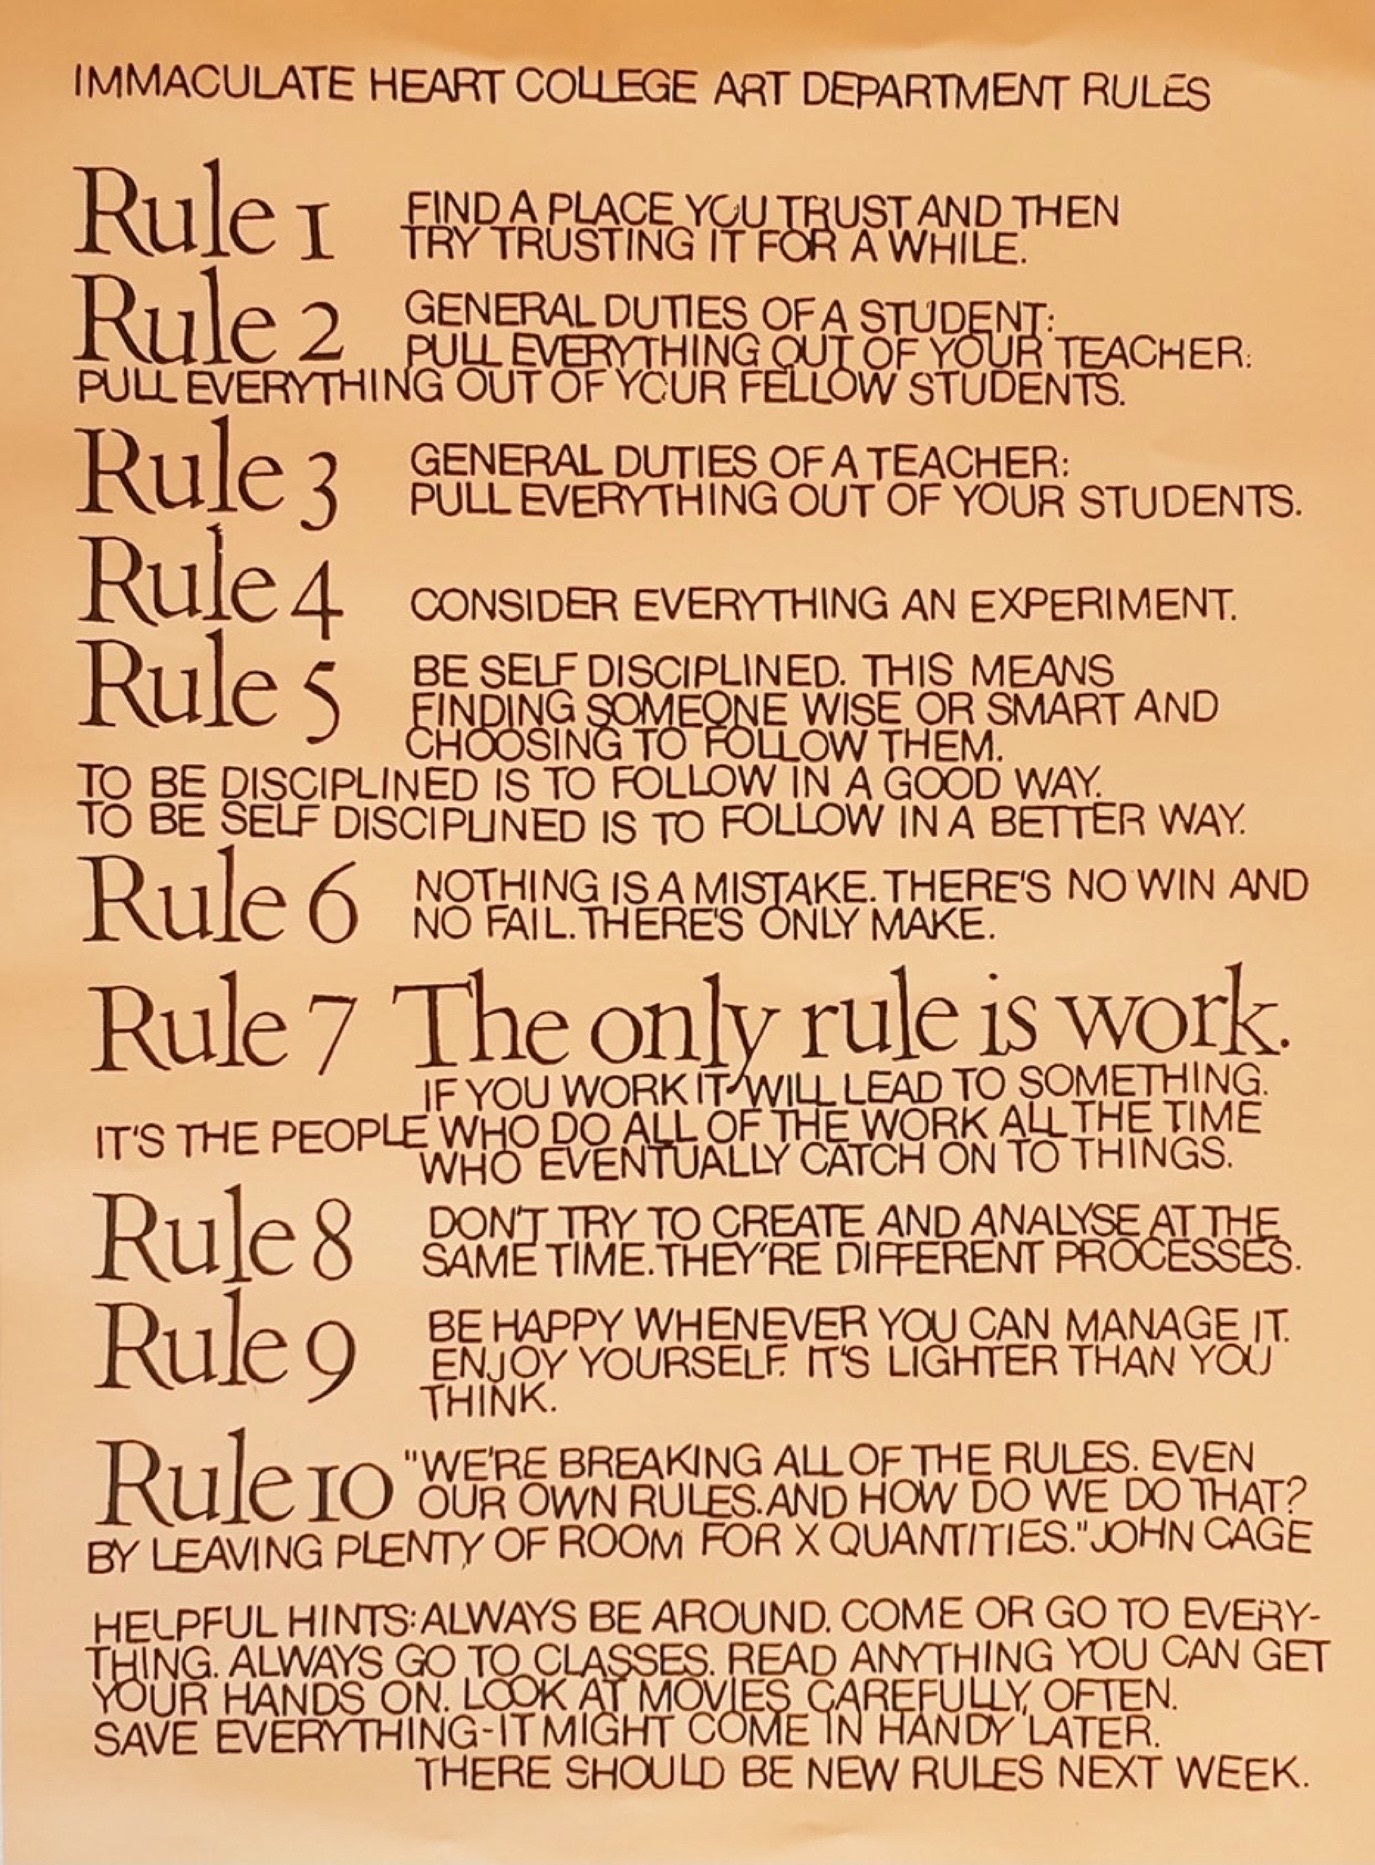 IMMACULATE HEART COLLEGE ART DEPARTMENT RULES
Rule 1 FIND A PLACE YOU TRUST AND THEN
TRY TRUSTING IT FOR A WHILE.
Rule 2 GENERAL DUTIES OF A STUDENT:
PULL EVERYTHING OUT OF YOUR TEACHER.
PULL EVERYTHING OUT OF YOUR FELLOW STUDENTS.
Rule 3 GENERAL DUTIES OF A TEACHER:
PULL EVERYTHING OUT OF YOUR STUDENTS.
Rule 4 CONSIDER EVERYTHING AN EXPERIMENT.
Rule 5 BE SELF DISCIPLINED. THIS MEANS
FINDING SOMEONE WISE OR SMART AND
CHOOSING TO FOLLOW THEM.
TO BE DISCIPLINED IS TO FOLLOW IN A GOOD WAY.
TO BE SELF DISCIPLINED IS TO FOLLOW IN A BETTER WAY.
Rule 6 NOTHING IS A MISTAKE. THERE'S NO WIN AND
NO FAIL. THERE'S ONLY MAKE.
Rule 7 The only rule is work.
IF YOU WORK IT WILL LEAD TO SOMETHING.
IT'S THE PEOPLE WHO DO ALL OF THE WORK ALL THE TIME
WHO EVENTUALLY CATCH ON TO THINGS.
Rule 8 DON'T TRY TO CREATE AND ANALYSE AT THE
SAME TIME. THEY'RE DIFFERENT PROCESSES.
Rule 9 BE HAPPY WHENEVER YOU CAN MANAGE IT.
ENJOY YOURSELF. IT'S LIGHTER THAN YOU
THINK.
Rule 10 "WE'RE BREAKING ALL OF THE RULES. EVEN
OUR OWN RULES. AND HOW DO WE DO THAT?
BY LEAVING PLENTY OF ROOM FOR X QUANTITIES." JOHN CAGE
HELPFUL HINTS: ALWAYS BE AROUND. COME OR GO TO EVERY-
THING. ALWAYS GO TO CLASSES. READ ANYTHING YOU CAN GET
YOUR HANDS ON. LOOK AT MOVIES CAREFULLY, OFTEN.
SAVE EVERYTHING-IT MIGHT COME IN HANDY LATER.
THERE SHOULD BE NEW RULES NEXT WEEK.